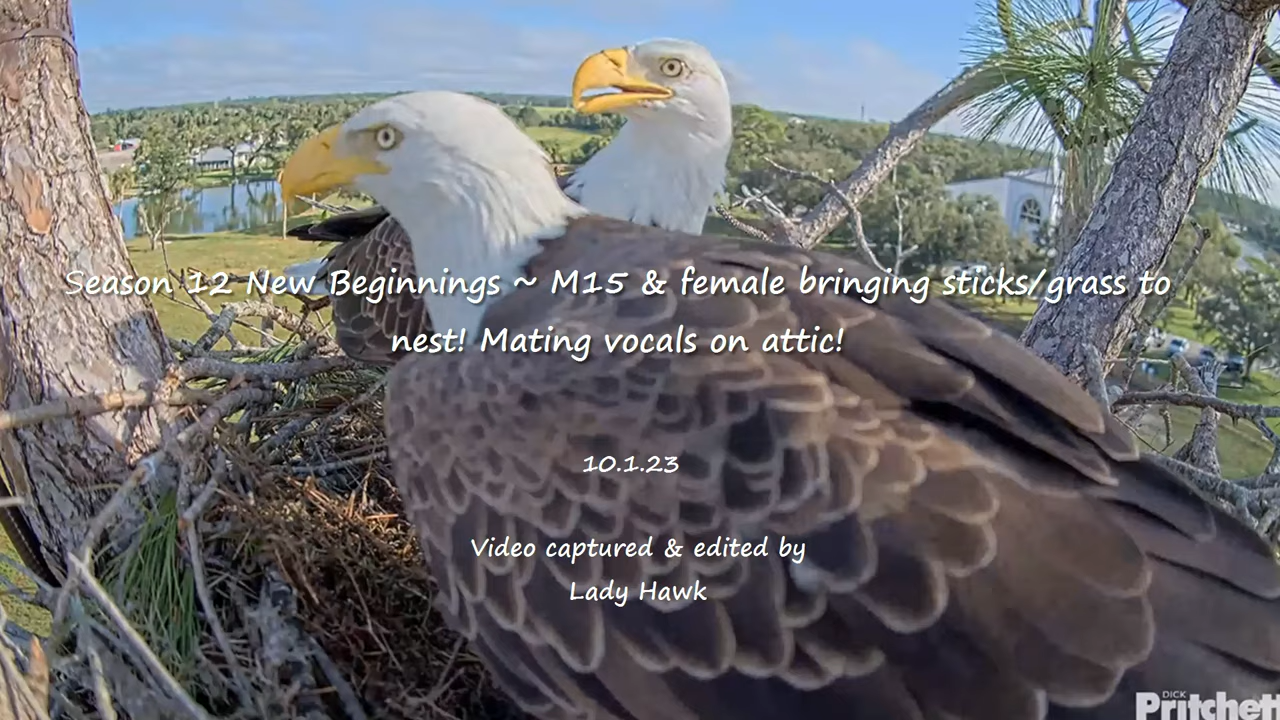 Season 12 New Beginnings ~ M15 & female bringing sticks/grass to
nest! Mating vocals on attic!
10.1.23
Video captured & edited by
Lady Hawk
DICK
Pritchett